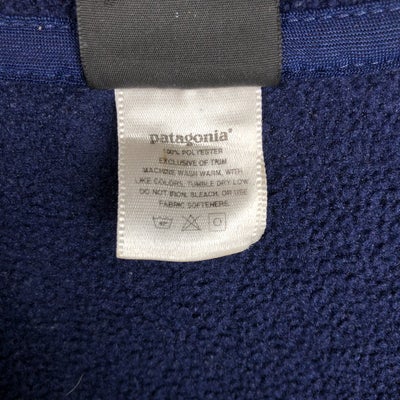 patagonia®
100% POLYESTER
EXCLUSIVE OF TRIM
MACHINE WASH WARM, WITH
LIKE COLORS, TUMBLE DRY LOW.
DO NOT IRON, BLEACH, OR USE
FABRIC SOFTENERS.